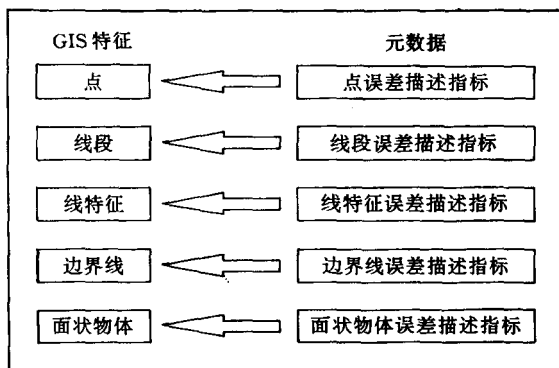 GIS 特征 元数据
点 点误差描述指标
线段 线段误差描述指标
线特征 线特征误差描述指标
边界线 边界线误差描述指标
面状物体 面状物体误差描述指标